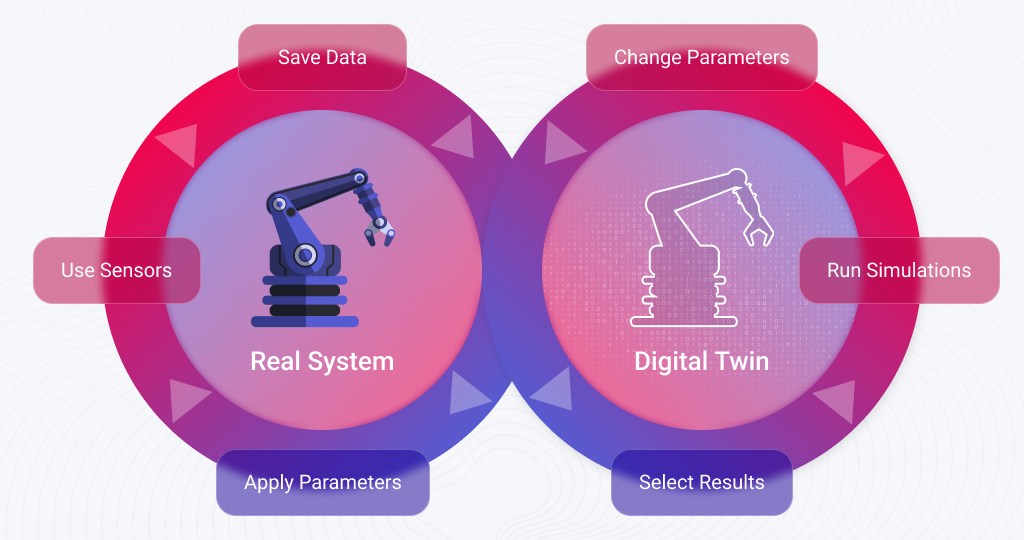 Save Data
Change Parameters
Use Sensors
Run Simulations
Real System
Digital Twin
Apply Parameters
Select Results